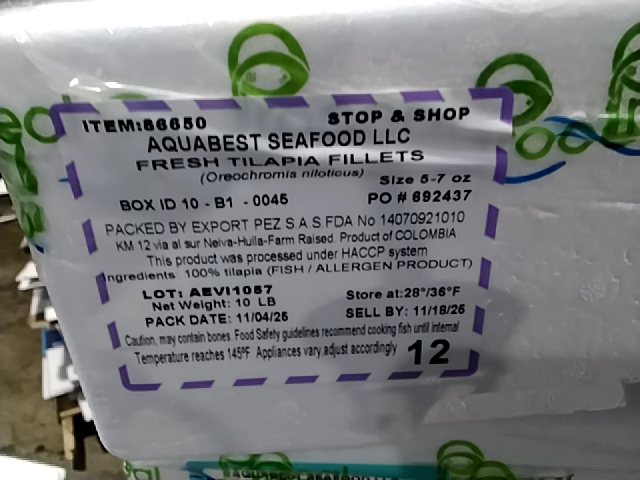 ITEM:86650 STOP & SHOP
AQUABEST SEAFOOD LLC
FRESH TILAPIA FILLETS
(Oreochromis niloticus) Size 5-7 oz
BOX ID 10 - B1 - 0045 PO # 692437
PACKED BY EXPORT PEZ S.A.S.FDA No 14070921010
KM 12 via al sur Neiva-Huila-Farm Raised. Product of COLOMBIA
This product was processed under HACCP system
Ingredients: 100% tilapia (FISH / ALLERGEN PRODUCT)
LOT: AEVI1057 Store at:28°/36°F
Net Weight: 10 LB
PACK DATE: 11/04/25 SELL BY: 11/18/25
Caution, may contain bones. Food Safety guidelines recommend cooking fish until internal
Temperature reaches 145ºF. Appliances vary,adjust accordingly 12